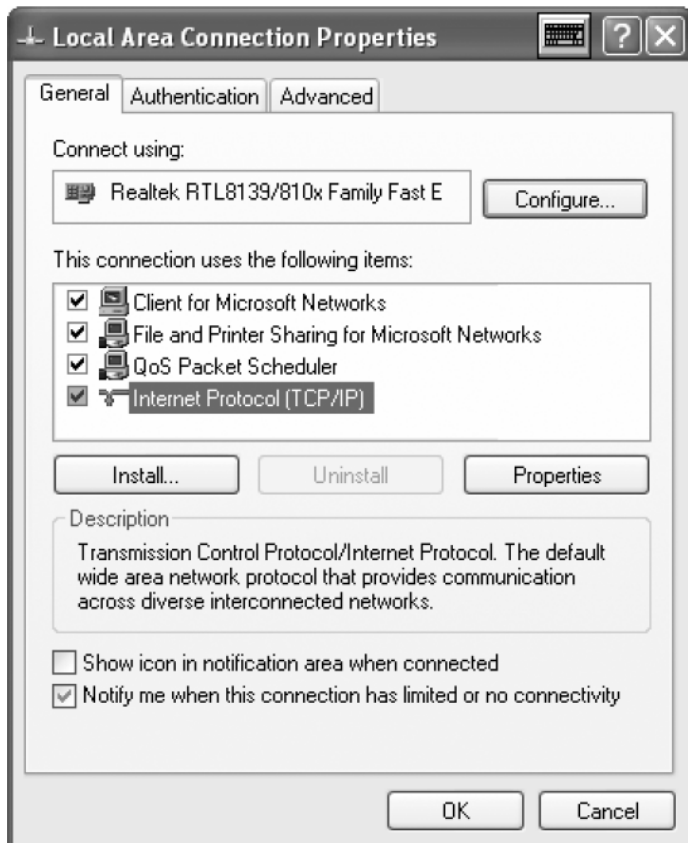 Local Area Connection Properties
General Authentication Advanced
Connect using:
Realtek RTL8139/810x Family Fast E Configure...
This connection uses the following items:
Client for Microsoft Networks
File and Printer Sharing for Microsoft Networks
QoS Packet Scheduler
Internet Protocol (TCP/IP)
Install... Uninstall Properties
Description
Transmission Control Protocol/Internet Protocol. The default
wide area network protocol that provides communication
across diverse interconnected networks.
Show icon in notification area when connected
Notify me when this connection has limited or no connectivity
OK Cancel